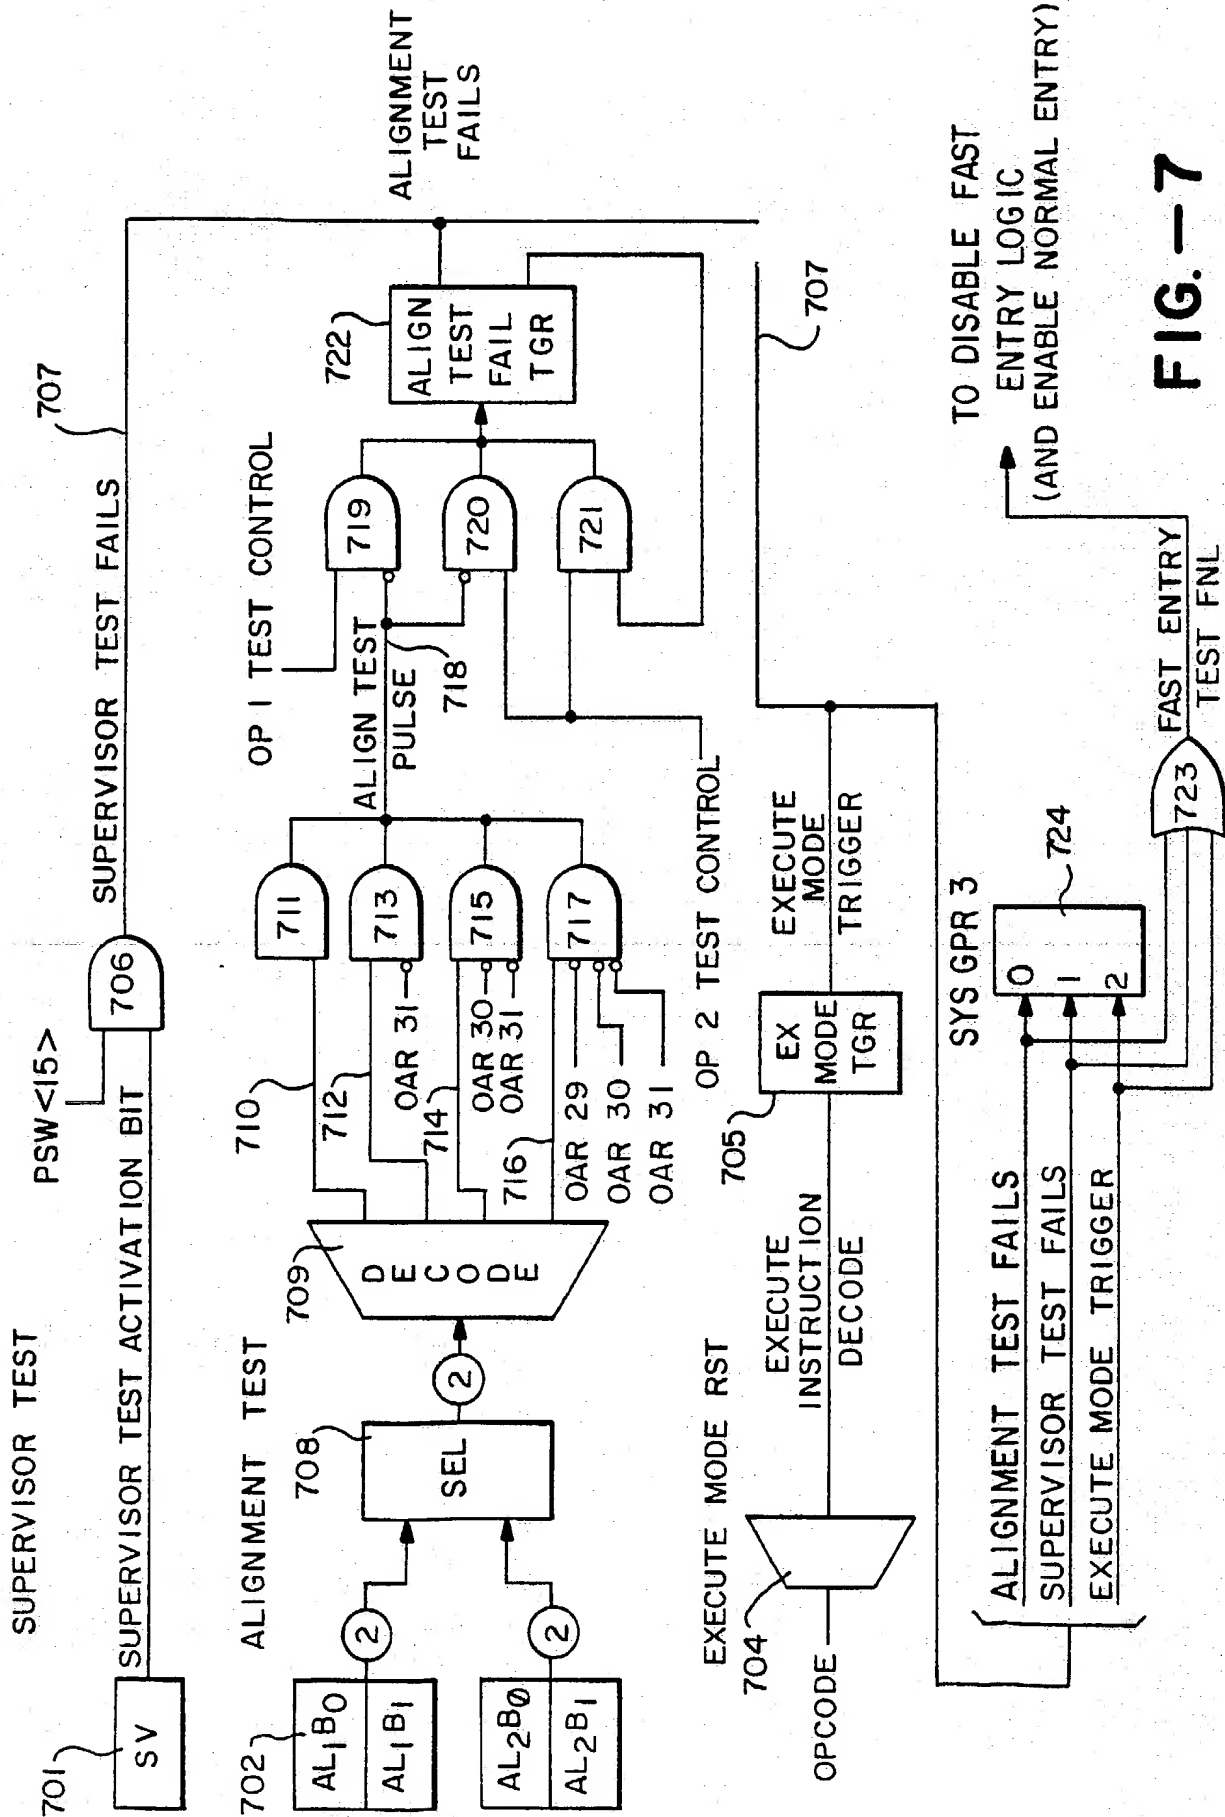 SUPERVISOR TEST
701
SV
SUPERVISOR TEST ACTIVATION BIT
PSW<15>
706
SUPERVISOR TEST FAILS
707
ALIGNMENT TEST
702
AL₁B₀
AL₁B₁
AL₂B∅
AL₂B₁
2
2
708
SEL
2
709
DECODE
710
712
714
716
OAR 31
OAR 30
OAR 31
OAR 29
OAR 30
OAR 31
711
713
715
717
OP 1 TEST CONTROL
ALIGN TEST
PULSE
718
OP 2 TEST CONTROL
719
720
721
722
ALIGN
TEST
FAIL
TGR
ALIGNMENT
TEST
FAILS
707
EXECUTE MODE RST
704
OPCODE
EXECUTE
INSTRUCTION
DECODE
705
EX
MODE
TGR
EXECUTE
MODE
TRIGGER
SYS GPR 3
ALIGNMENT TEST FAILS
SUPERVISOR TEST FAILS
EXECUTE MODE TRIGGER
0
1
2
724
723
FAST ENTRY
TEST FNL
TO DISABLE FAST
ENTRY LOGIC
(AND ENABLE NORMAL ENTRY)
FIG.-7